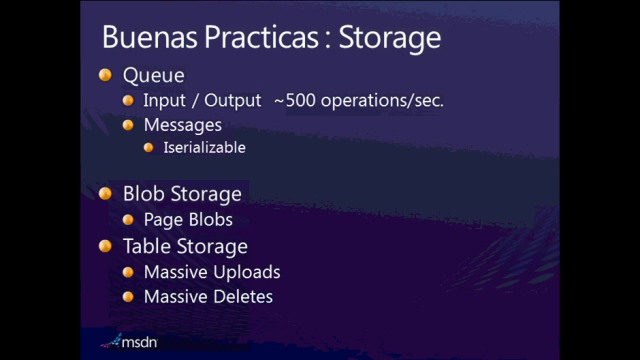 Buenas Practicas : Storage
Queue
Input / Output ~500 operations/sec.
Messages
Iserializable
Blob Storage
Page Blobs
Table Storage
Massive Uploads
Massive Deletes
msdn